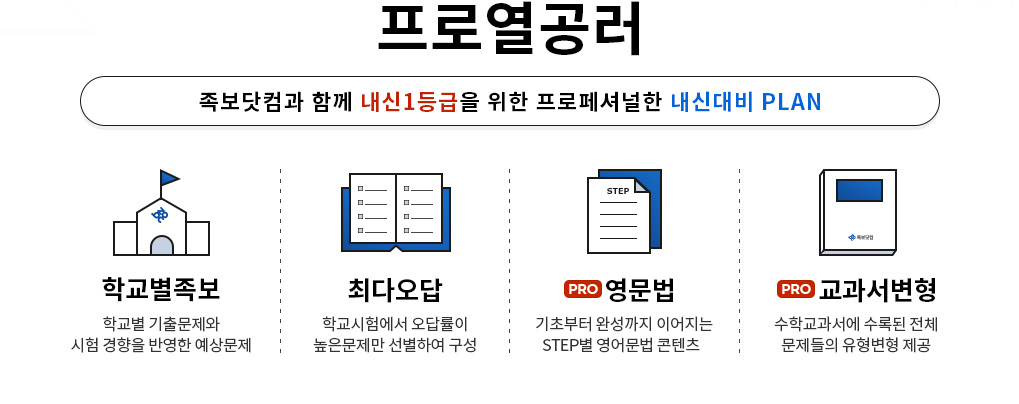 프로열공러
족보닷컴과 함께 내신1등급을 위한 프로페셔널한 내신대비 PLAN
STEP
족보닷컴
학교별족보
최다오답
PRO 영문법
PRO 교과서변형
학교별 기출문제와
시험 경향을 반영한 예상문제
학교시험에서 오답률이
높은문제만 선별하여 구성
기초부터 완성까지 이어지는
STEP별 영어문법 콘텐츠
수학교과서에 수록된 전체
문제들의 유형변형 제공